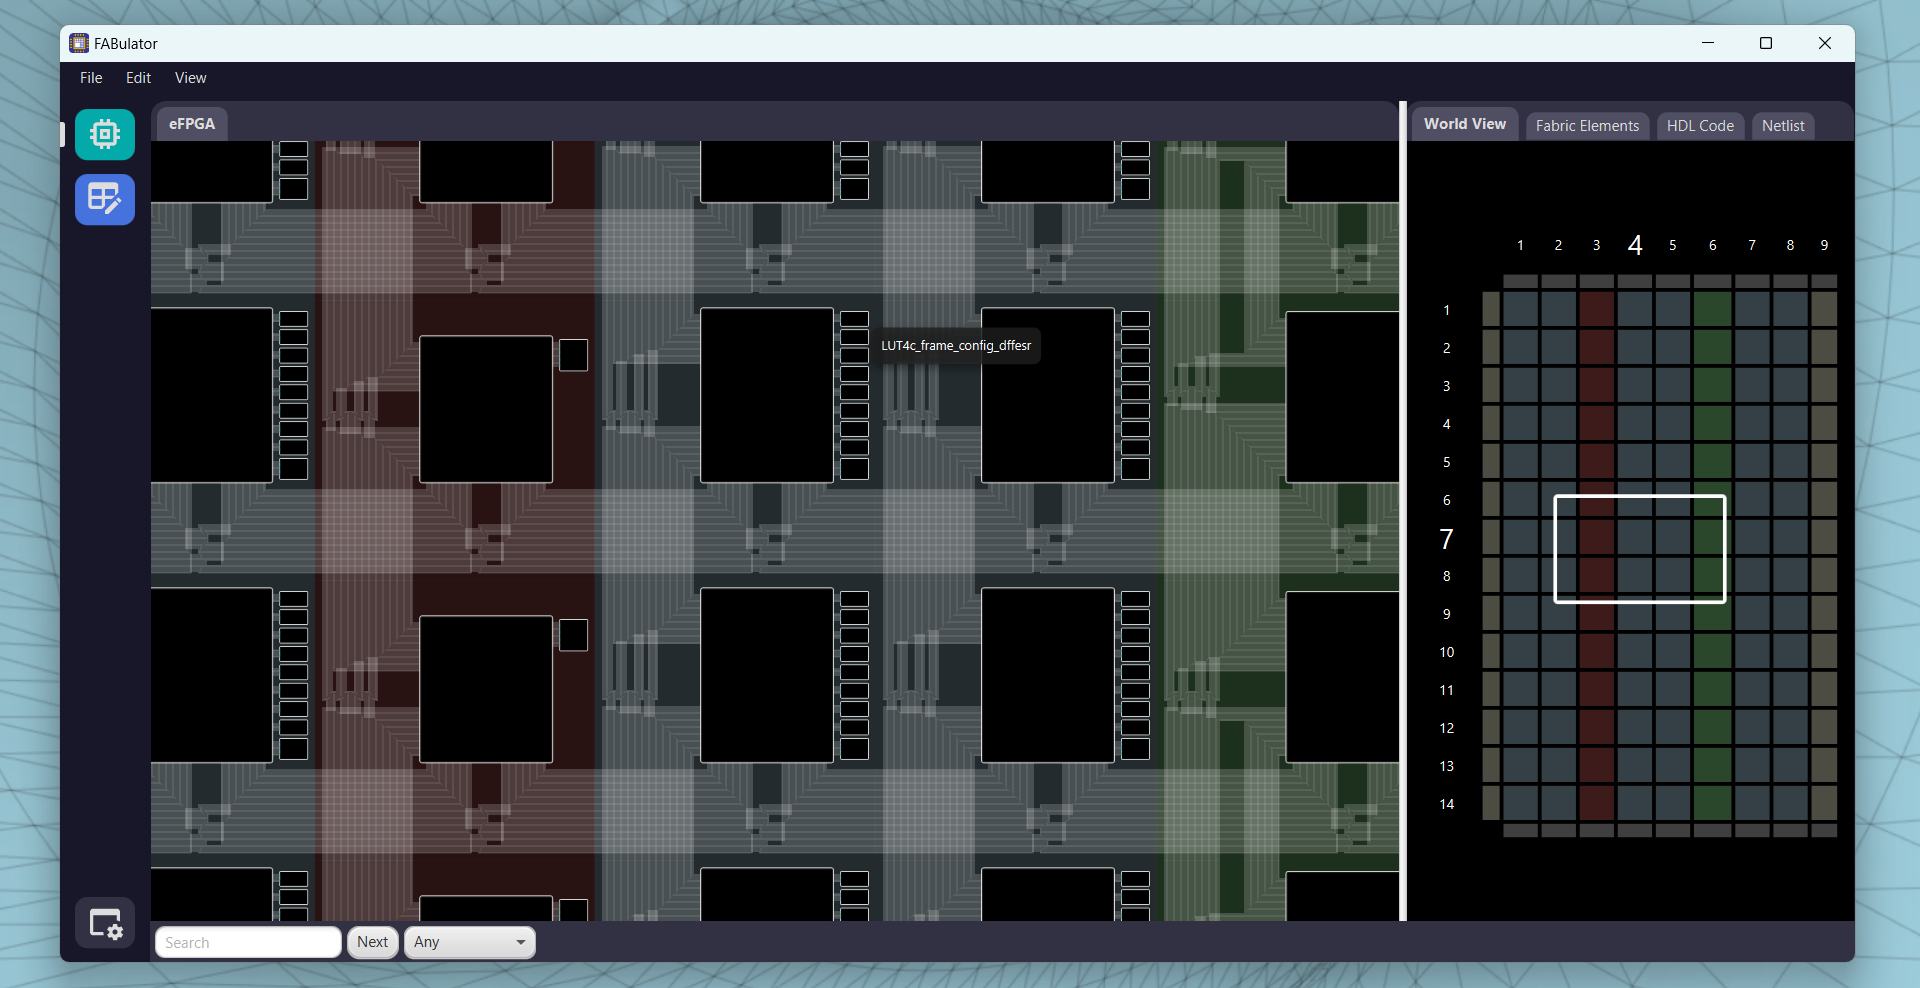 FABulator
File Edit View
eFPGA
World View Fabric Elements HDL Code Netlist
1 2 3 4 5 6 7 8 9
1
2
LUT4c_frame_config_dffesr
3
4
5
6
7
8
9
10
11
12
13
14
Search Next Any